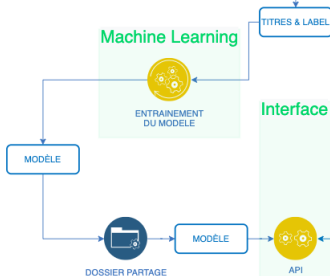 TITRES & LABEL
Machine Learning
ENTRAINEMENT
DU MODELE
Interface
MODÈLE
MODÈLE
DOSSIER PARTAGE
API